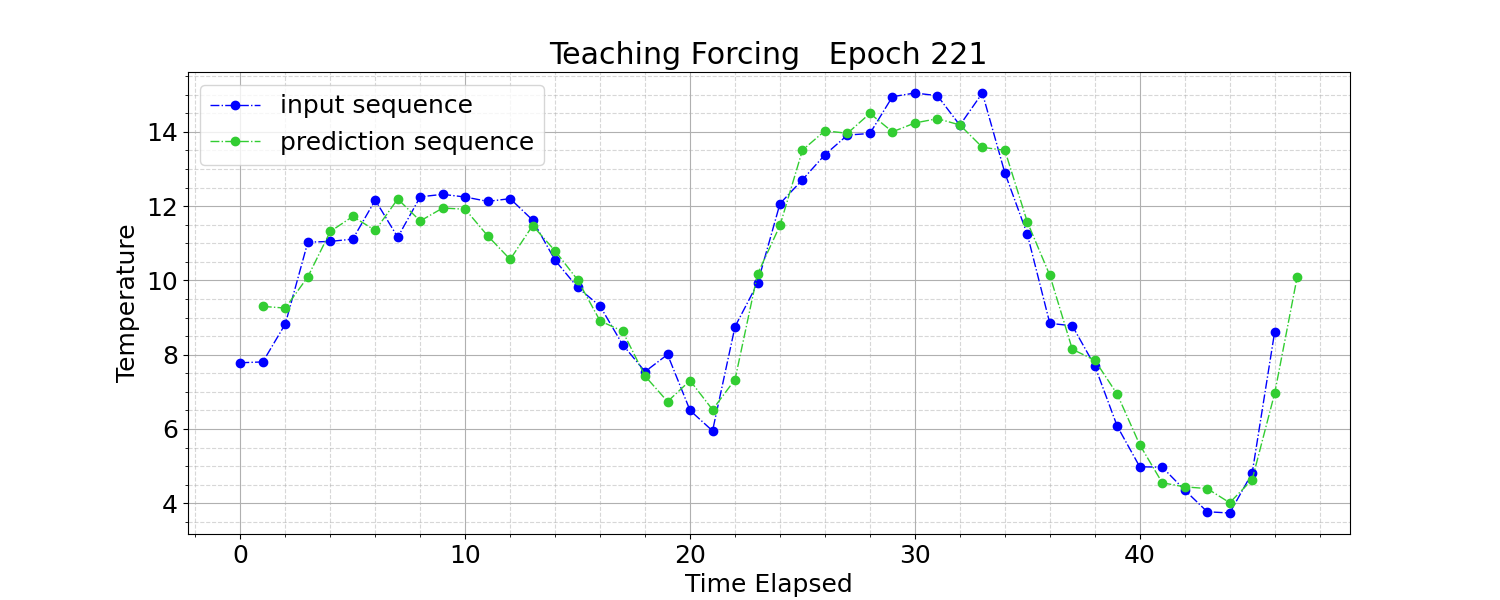 Teaching Forcing   Epoch 221
input sequence
prediction sequence
14
12
10
8
6
4
Temperature
0 10 20 30 40
Time Elapsed